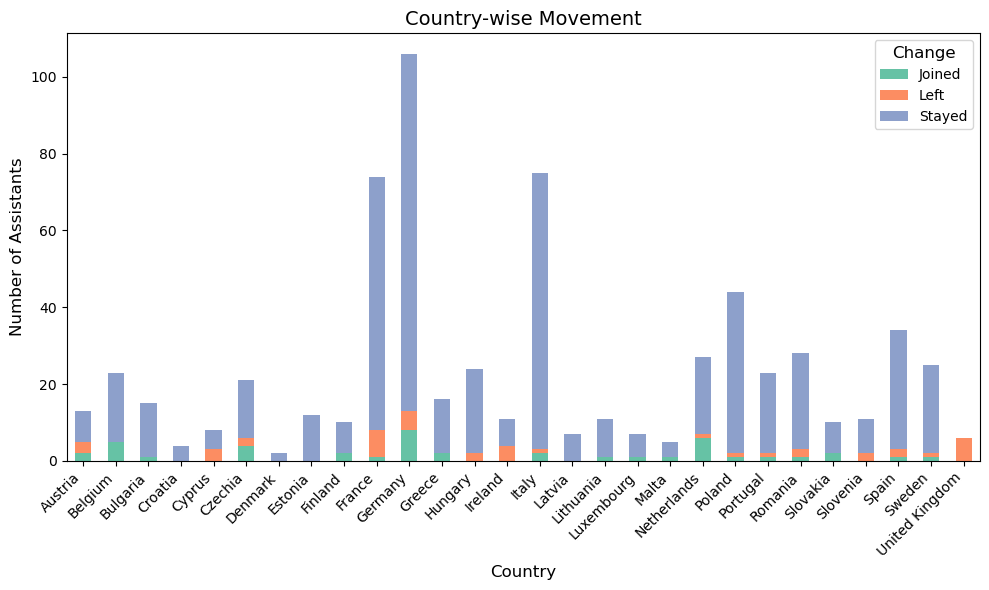 Country-wise Movement
Change
Joined
Left
Stayed
Number of Assistants
100
80
60
40
20
0
Austria
Belgium
Bulgaria
Croatia
Cyprus
Czechia
Denmark
Estonia
Finland
France
Germany
Greece
Hungary
Ireland
Italy
Latvia
Lithuania
Luxembourg
Malta
Netherlands
Poland
Portugal
Romania
Slovakia
Slovenia
Spain
Sweden
United Kingdom
Country